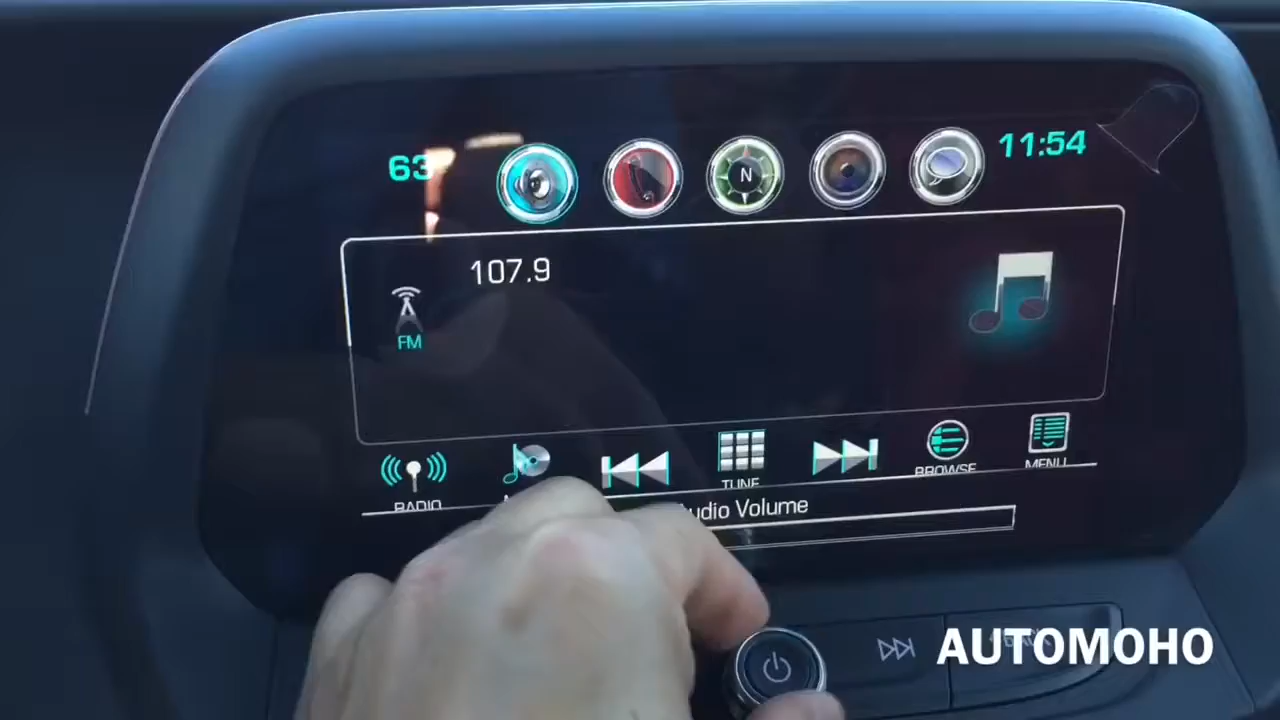 63
N
11:54
107.9
FM
RADIO
TUNE
BROWSE
MENU
Audio Volume
AUTOMOHO